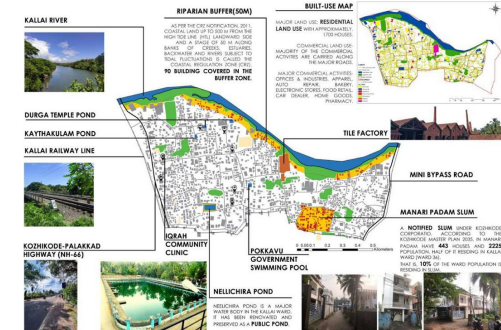 KALLAI RIVER
RIPARIAN BUFFER(50M)
AS PER THE CRZ NOTIFICATION, 2011,
COASTAL LAND UP TO 500 M FROM THE
HIGH TIDE LINE (HTL) LANDWARD SIDE
AND A STAGE OF 50 M ALONG
BANKS OF CREEKS, ESTUARIES,
BACKWATER AND RIVERS SUBJECT TO
TIDAL FLUCTUATIONS IS CALLED THE
COASTAL REGULATION ZONE (CRZ).
90 BUILDING COVERED IN THE
BUFFER ZONE.
BUILT-USE MAP
MAJOR LAND USE: RESIDENTIAL
LAND USE WITH APPROXIMATELY,
1703 HOUSES.
COMMERCIAL LAND USE:
MAJORITY OF THE COMMERCIAL
ACTIVITIES ARE CARRIED ALONG
THE MAJOR ROADS.
MAJOR COMMERCIAL ACTIVITIES:
OFFICES & INDUSTRIES, APPAREL
AUTO REPAIR, BAKERY,
ELECTRONIC STORES, FOOD RETAIL,
CAR DEALER, HOME GOODS,
PHARMACY.
DURGA TEMPLE POND
KAYTHAKULAM POND
KALLAI RAILWAY LINE
TILE FACTORY
MINI BYPASS ROAD
MANARI PADAM SLUM
A NOTIFIED SLUM UNDER KOZHIKODE
CORPORATIO. ACCORDING TO THE
KOZHIKODE MASTER PLAN 2035, IN MANARI
PADAM HAVE 443 HOUSES AND 2225
POPULATION, HALF OF IT RESIDING IN KALLAI
WARD (WARD 36).
THAT IS, 10% OF THE WARD POPULATION IS
RESIDING IN SLUM.
KOZHIKODE-PALAKKAD
HIGHWAY (NH-66)
IQRAH
COMMUNITY
CLINIC
POKKAVU
GOVERNMENT
SWIMMING POOL
Kilometers
NELLICHIRA POND
NEELICHIRA POND IS A MAJOR
WATER BODY IN THE KALLAI WARD.
IT HAS BEEN RENOVATED AND
PRESERVED AS A PUBLIC POND.